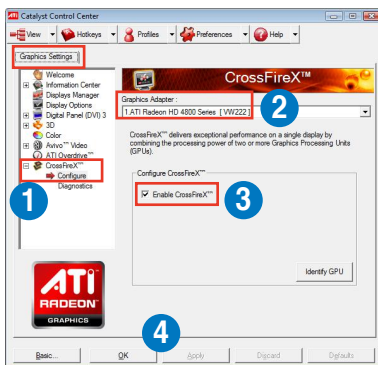 Catalyst Control Center
View Hotkeys Profiles Preferences Help
Graphics Settings
Welcome
Information Center
Displays Manager
Display Options
Digital Panel (DVI) 3
3D
Color
Avivo™ Video
ATI Overdrive™
CrossFireX™
Configure
Diagnostics
1
ATI
RADEON
GRAPHICS
CrossFireX™
Graphics Adapter :
1.ATI Radeon HD 4800 Series [ VW222 ]
2
CrossFireX™ delivers exceptional performance on a single display by
combining the processing power of two or more Graphics Processing Units
(GPUs).
Configure CrossFireX™
Enable CrossFireX™
3
Identify GPU
4
Basic... OK Apply Discard Defaults